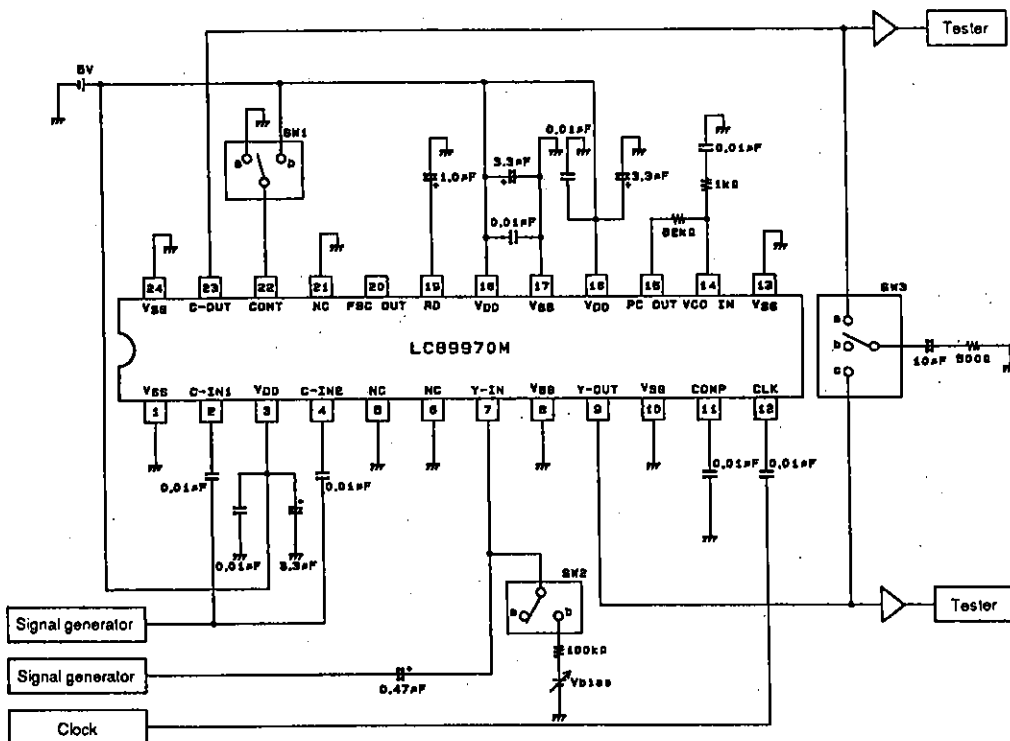 Tester
5V
SW1
a
b
0.01μF
0.01μF
3.3μF
1.0μF
3.3μF
1kΩ
0.01μF
82kΩ
24 23 22 21 20 19 18 17 16 15 14 13
VSS C-OUT CONT NC FSC OUT RD VDD VSS VDD PC OUT VCO IN VSS
SW3
a
b
c
10μF
500Ω
LC89970M
VSS C-IN1 VDD C-IN2 NC NC Y-IN VSS Y-OUT VSS COMP CLK
1 2 3 4 5 6 7 8 9 10 11 12
0.01μF
0.01μF
0.01μF
0.01μF
0.01μF
3.3μF
SW2
a
b
Signal generator
100kΩ
Tester
Signal generator
0.47μF
Vbias
Clock